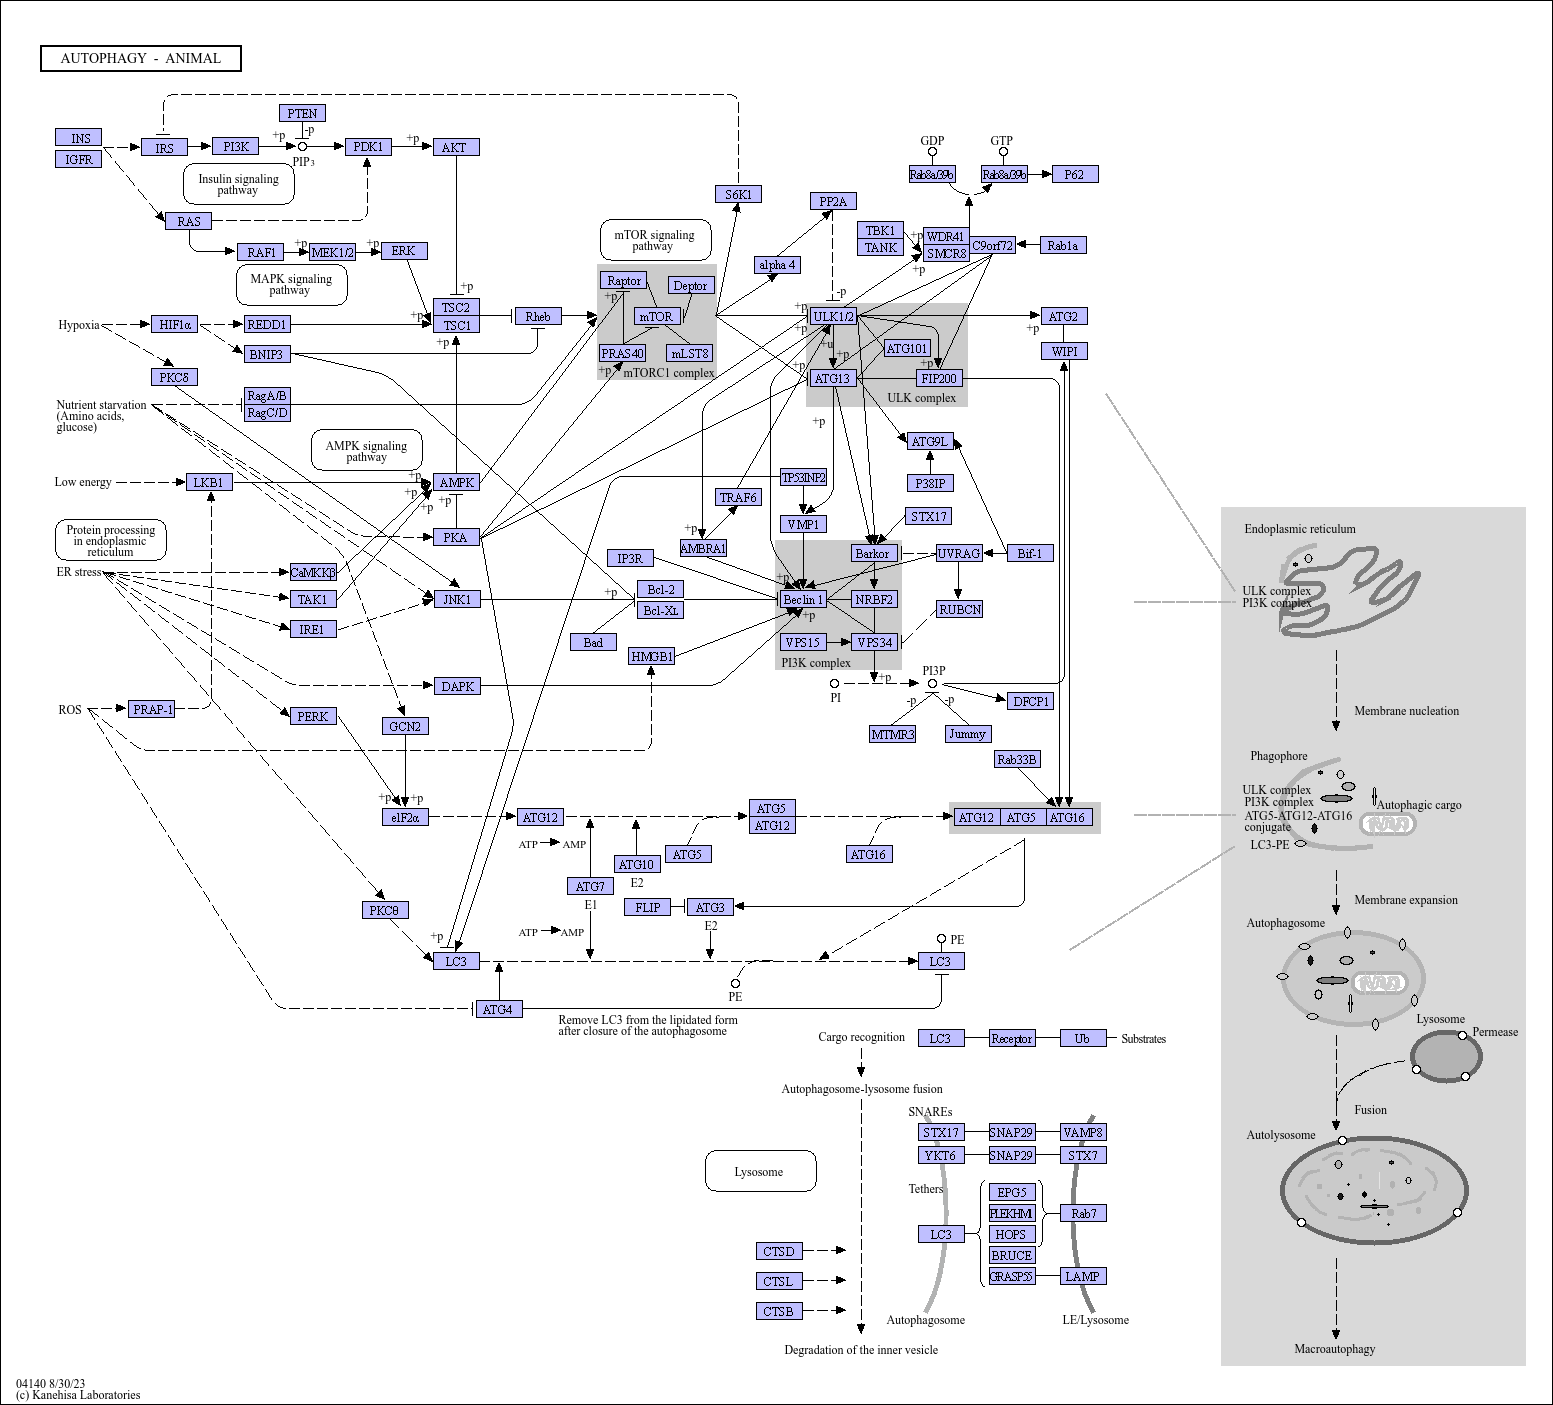 AUTOPHAGY - ANIMAL
PTEN
-p
INS
IGFR
IRS
PI3K
+p
PIP3
PDK1
+p
AKT
Insulin signaling
pathway
RAS
RAF1
+p
MEK1/2
+p
ERK
MAPK signaling
pathway
+p
TSC2
TSC1
+p
+p
Hypoxia
HIF1α
REDD1
BNIP3
PKCδ
Rheb
Nutrient starvation
(Amino acids,
glucose)
RagA/B
RagC/D
AMPK signaling
pathway
Low energy
LKB1
+p
+p
+p
+p
AMPK
PKA
Protein processing
in endoplasmic
reticulum
ER stress
CaMKKβ
TAK1
IRE1
JNK1
DAPK
ROS
PRAP-1
PERK
GCN2
+p
+p
eIF2α
PKCθ
mTOR signaling
pathway
Raptor
Deptor
+p
mTOR
PRAS40
mLST8
+p
mTORC1 complex
S6K1
alpha 4
PP2A
-p
GDP
GTP
Rab8a/39b
Rab8a/39b
P62
TBK1
TANK
+p
+p
WDR41
SMCR8
C9orf72
Rab1a
+p
+p
ULK1/2
+u
+p
ATG101
+p
+p
ATG13
FIP200
ULK complex
+p
ATG2
+p
WIPI
ATG9L
P38IP
TP53INP2
VMP1
TRAF6
+p
AMBRA1
STX17
Barkor
UVRAG
Bif-1
IP3R
+p
Bcl-2
Bcl-XL
Bad
HMGB1
+p
Beclin 1
+p
NRBF2
RUBCN
VPS15
VPS34
PI3K complex
+p
PI
PI3P
DFCP1
-p
-p
MTMR3
Jummy
Rab33B
ATG12
ATG5
ATG12
ATG12
ATG5
ATG16
ATP
AMP
ATG10
E2
ATG5
ATG16
ATG7
E1
FLIP
ATG3
E2
ATP
AMP
+p
LC3
PE
LC3
PE
ATG4
Remove LC3 from the lipidated form
after closure of the autophagosome
Cargo recognition
LC3
Receptor
Ub
Substrates
Autophagosome-lysosome fusion
SNAREs
STX17
SNAP29
VAMP8
YKT6
SNAP29
STX7
Lysosome
Tethers
EPG5
PLEKHM1
Rab7
LC3
HOPS
BRUCE
GRASP55
LAMP
CTSD
CTSL
CTSB
Autophagosome
LE/Lysosome
Degradation of the inner vesicle
Endoplasmic reticulum
ULK complex
PI3K complex
Membrane nucleation
Phagophore
ULK complex
PI3K complex
Autophagic cargo
ATG5-ATG12-ATG16
conjugate
LC3-PE
Membrane expansion
Autophagosome
Lysosome
Permease
Fusion
Autolysosome
Macroautophagy
04140 8/30/23
(c) Kanehisa Laboratories